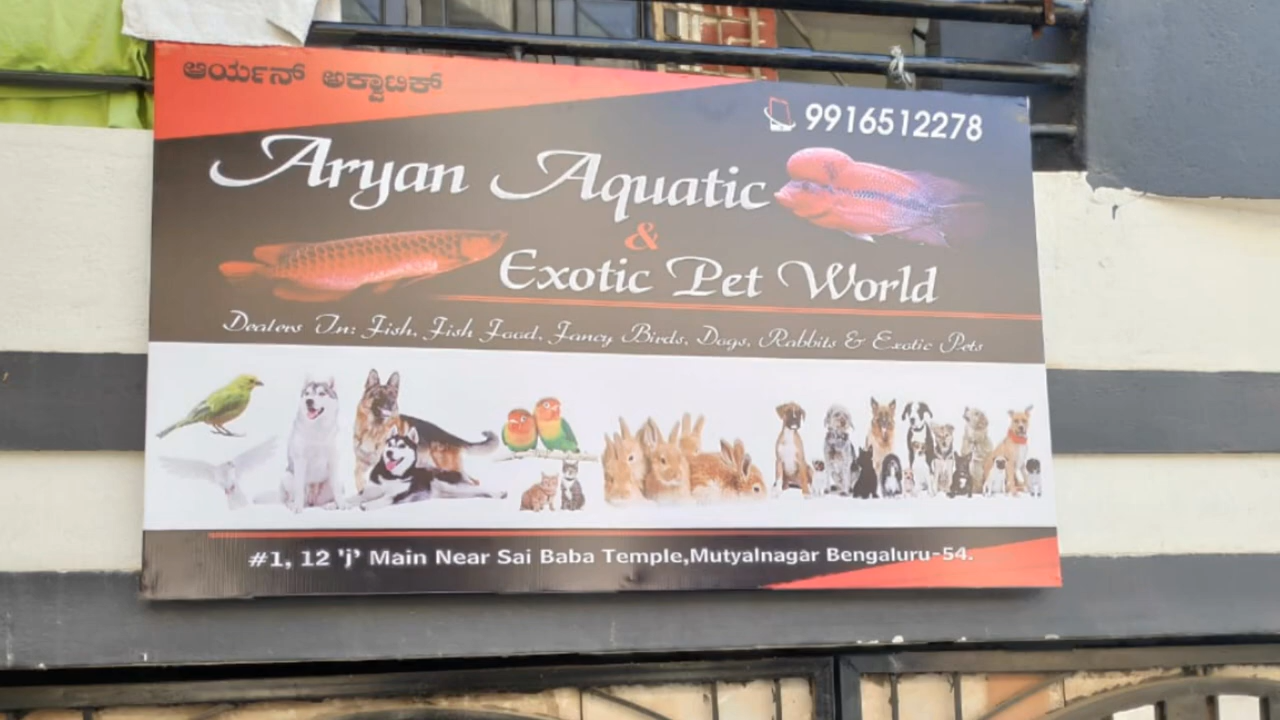 ಆರ್ಯನ್ ಅಕ್ವಾಟಿಕ್
9916512278
Aryan Aquatic
&
Exotic Pet World
Dealers In: Fish, Fish Food, Fancy Birds, Dogs, Rabbits & Exotic Pets
#1, 12 'j' Main Near Sai Baba Temple,Mutyalnagar Bengaluru-54.